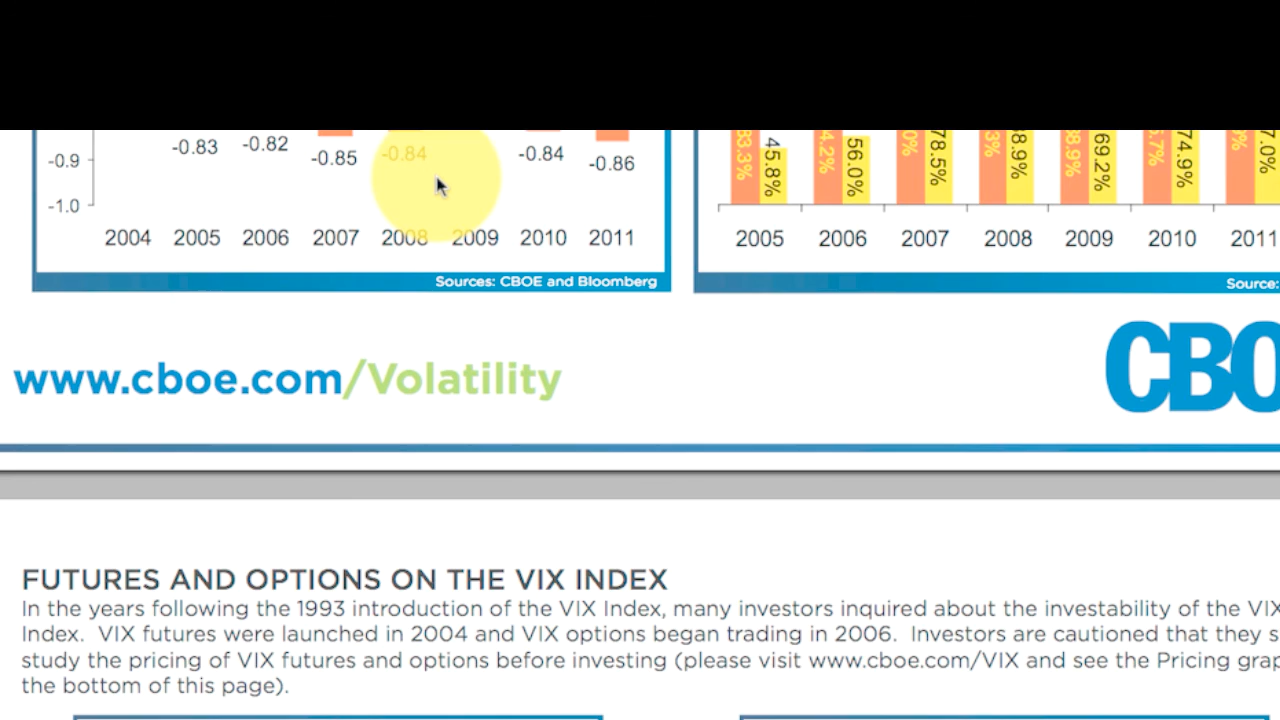 -0.9
-1.0
-0.83
-0.82
-0.85
-0.84
-0.84
-0.86
2004 2005 2006 2007 2008 2009 2010 2011
Sources: CBOE and Bloomberg
45.8%
56.0%
78.5%
69.2%
74.9%
2005 2006 2007 2008 2009 2010 2011
Source:
www.cboe.com/Volatility
FUTURES AND OPTIONS ON THE VIX INDEX
In the years following the 1993 introduction of the VIX Index, many investors inquired about the investability of the VIX
Index. VIX futures were launched in 2004 and VIX options began trading in 2006. Investors are cautioned that they
study the pricing of VIX futures and options before investing (please visit www.cboe.com/VIX and see the Pricing
the bottom of this page).